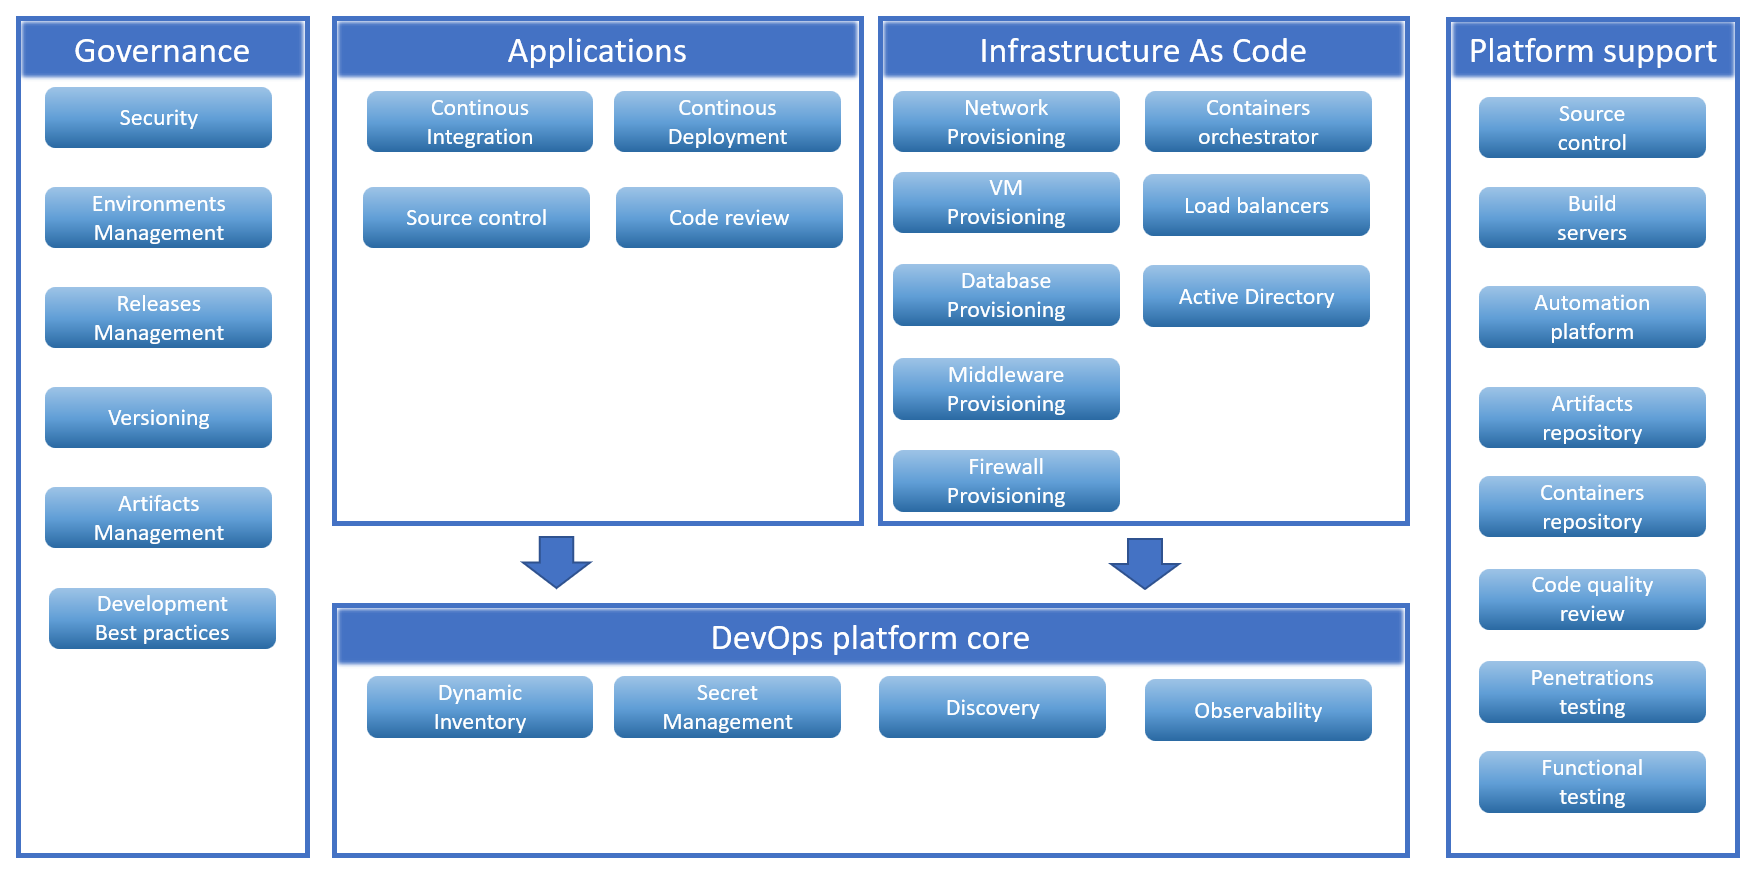 Governance
Security
Environments
Management
Releases
Management
Versioning
Artifacts
Management
Development
Best practices
Applications
Continous
Integration
Continous
Deployment
Source control
Code review
Infrastructure As Code
Network
Provisioning
Containers
orchestrator
VM
Provisioning
Load balancers
Database
Provisioning
Active Directory
Middleware
Provisioning
Firewall
Provisioning
DevOps platform core
Dynamic
Inventory
Secret
Management
Discovery
Observability
Platform support
Source
control
Build
servers
Automation
platform
Artifacts
repository
Containers
repository
Code quality
review
Penetrations
testing
Functional
testing